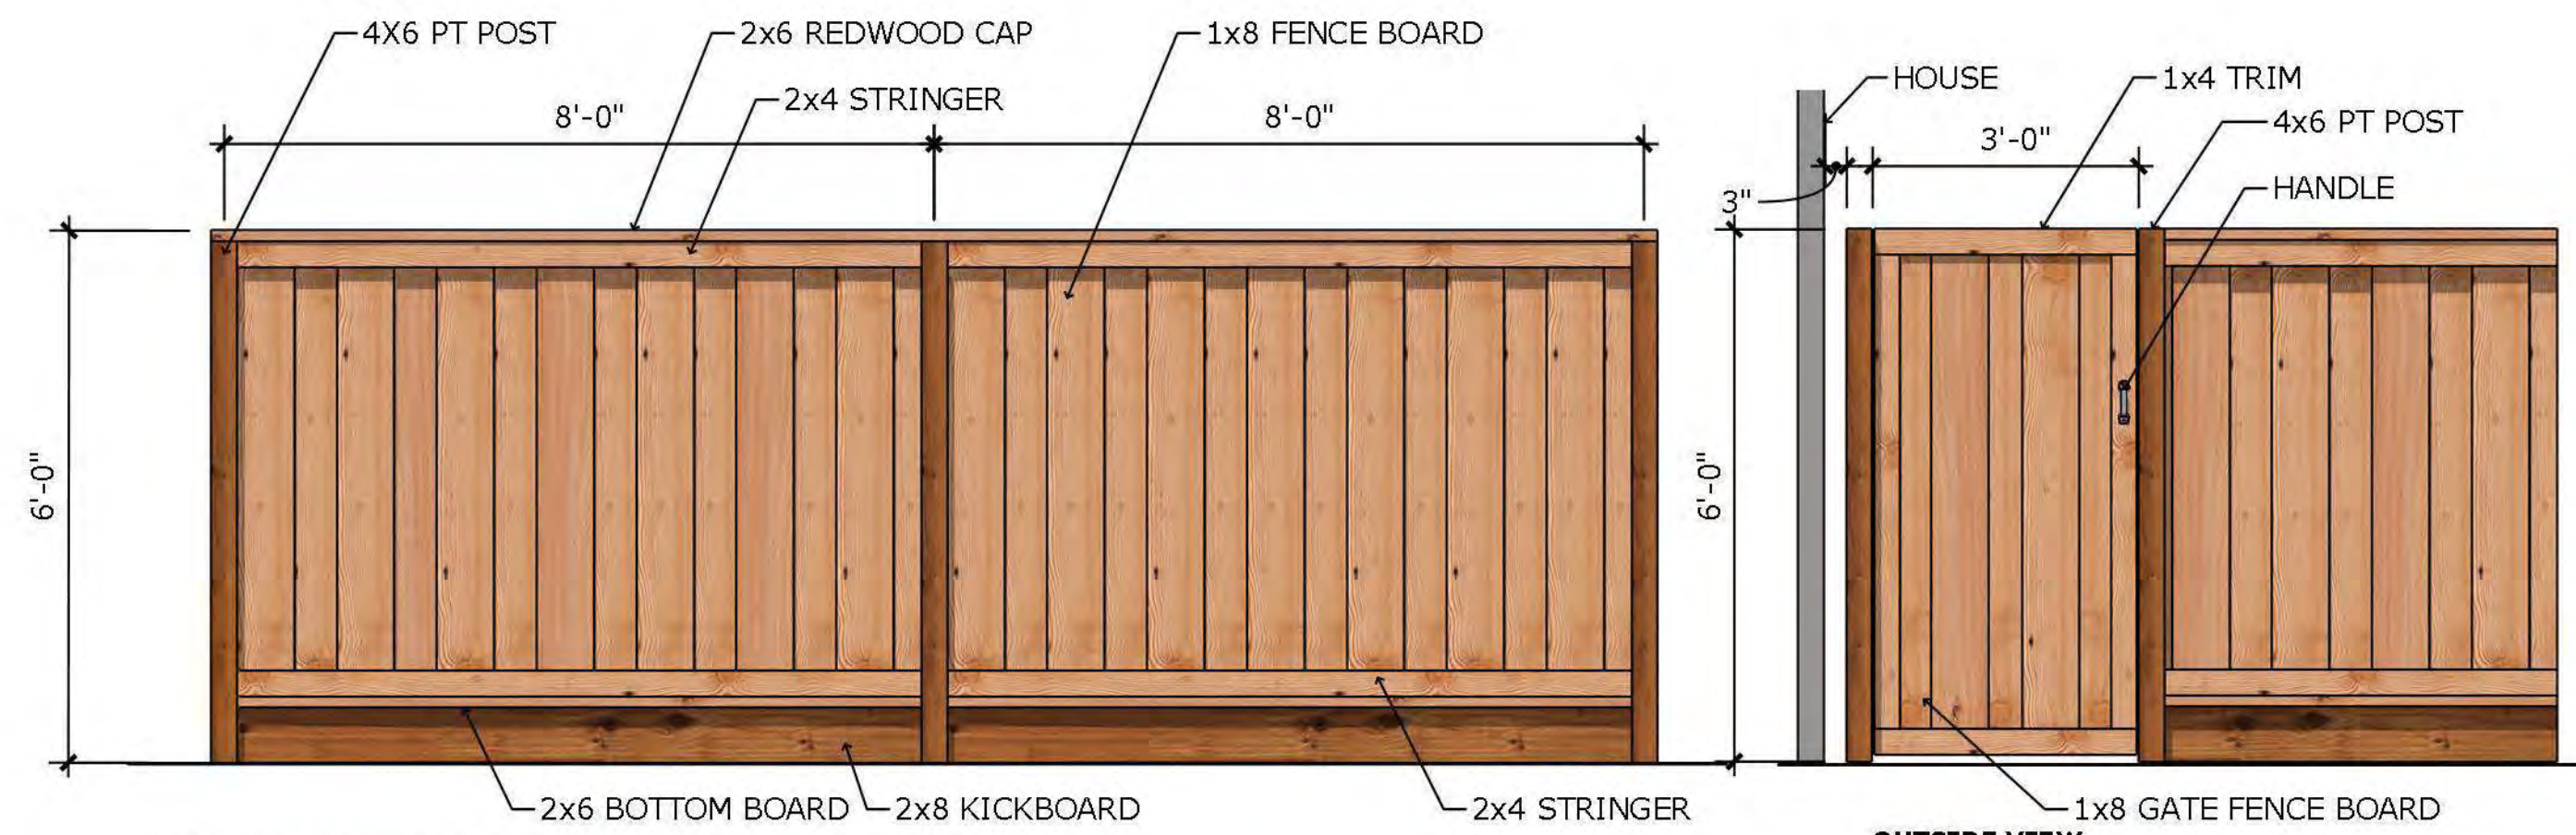 4X6 PT POST
2x6 REDWOOD CAP
1x8 FENCE BOARD
2x4 STRINGER
8'-0"
8'-0"
6'-0"
2x6 BOTTOM BOARD
2x8 KICKBOARD
2x4 STRINGER
HOUSE
1x4 TRIM
4x6 PT POST
3'-0"
HANDLE
3"
6'-0"
1x8 GATE FENCE BOARD
OUTSIDE VIEW